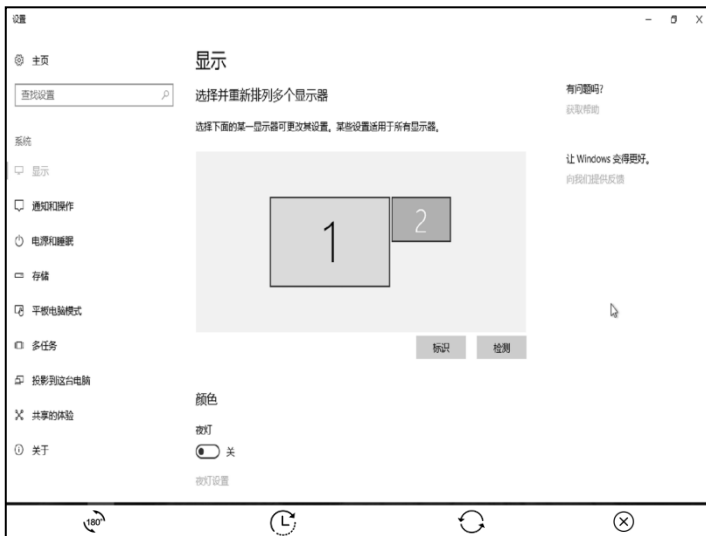 设置
主页
查找设置
系统
显示
通知和操作
电源和睡眠
存储
平板电脑模式
多任务
投影到这台电脑
共享的体验
关于
显示
选择并重新排列多个显示器
选择下面的某一显示器可更改其设置。某些设置适用于所有显示器。
1
2
标识
检测
颜色
夜灯
关
夜灯设置
有问题吗?
获取帮助
让 Windows 变得更好。
向我们提供反馈
180°